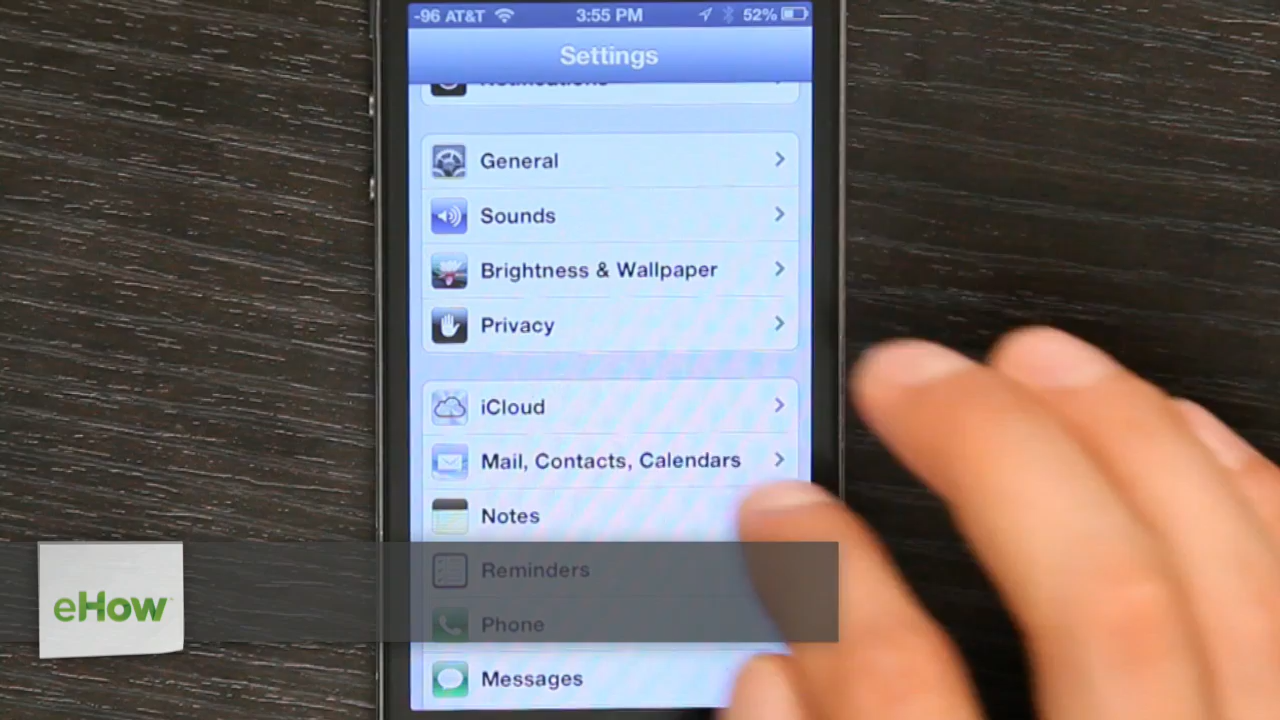 -96 AT&T 3:55 PM 52%
Settings
Notifications
General
Sounds
Brightness & Wallpaper
Privacy
iCloud
Mail, Contacts, Calendars
Notes
Reminders
Phone
Messages
eHow